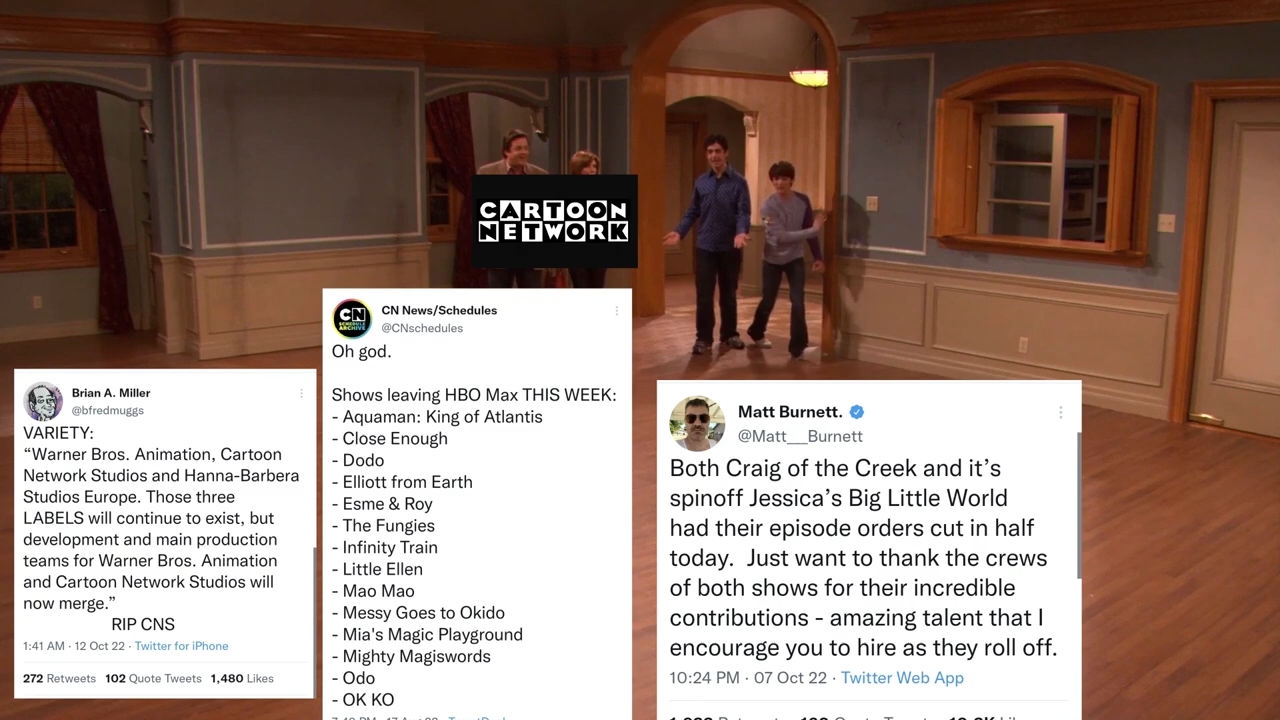 CARTOON
NETWORK
Brian A. Miller
@bfredmuggs
VARIETY:
“Warner Bros. Animation, Cartoon
Network Studios and Hanna-Barbera
Studios Europe. Those three
LABELS will continue to exist, but
development and main production
teams for Warner Bros. Animation
and Cartoon Network Studios will
now merge.”
RIP CNS
1:41 AM · 12 Oct 22 · Twitter for iPhone
272 Retweets 102 Quote Tweets 1,480 Likes
CN
SCHEDULE
ARCHIVE
CN News/Schedules
@CNschedules
Oh god.
Shows leaving HBO Max THIS WEEK:
- Aquaman: King of Atlantis
- Close Enough
- Dodo
- Elliott from Earth
- Esme & Roy
- The Fungies
- Infinity Train
- Little Ellen
- Mao Mao
- Messy Goes to Okido
- Mia's Magic Playground
- Mighty Magiswords
- Odo
- OK KO
Matt Burnett.
@Matt__Burnett
Both Craig of the Creek and it’s
spinoff Jessica’s Big Little World
had their episode orders cut in half
today. Just want to thank the crews
of both shows for their incredible
contributions - amazing talent that I
encourage you to hire as they roll off.
10:24 PM · 07 Oct 22 · Twitter Web App